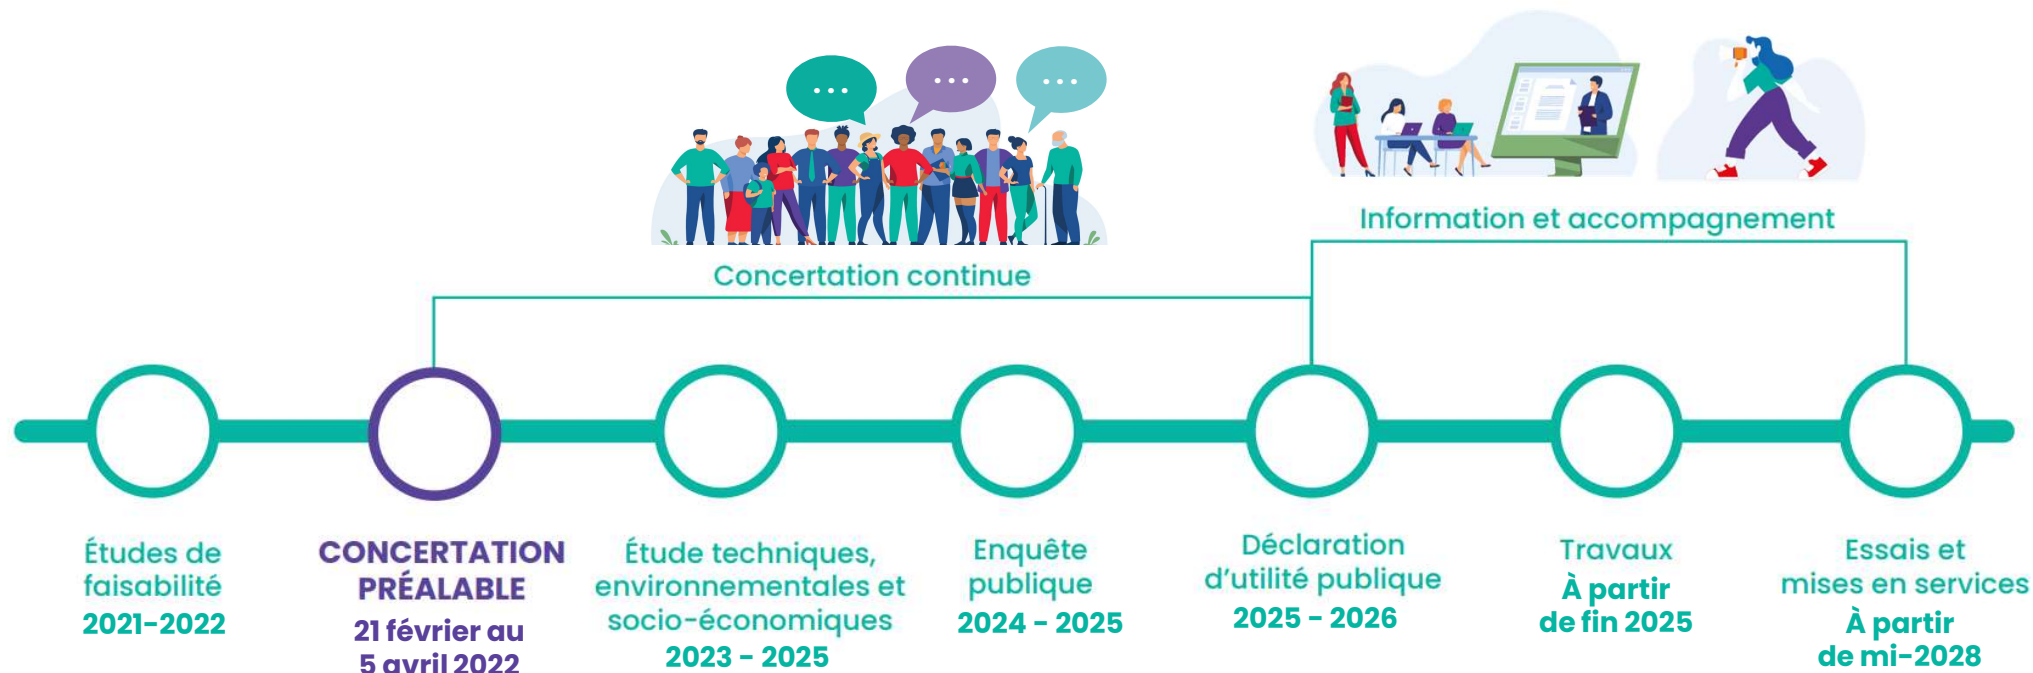 Information et accompagnement
Concertation continue
Études de
faisabilité
2021-2022
CONCERTATION
PRÉALABLE
21 février au
5 avril 2022
Étude techniques,
environnementales et
socio-économiques
2023 - 2025
Enquête
publique
2024 - 2025
Déclaration
d'utilité publique
2025 - 2026
Travaux
À partir
de fin 2025
Essais et
mises en services
À partir
de mi-2028